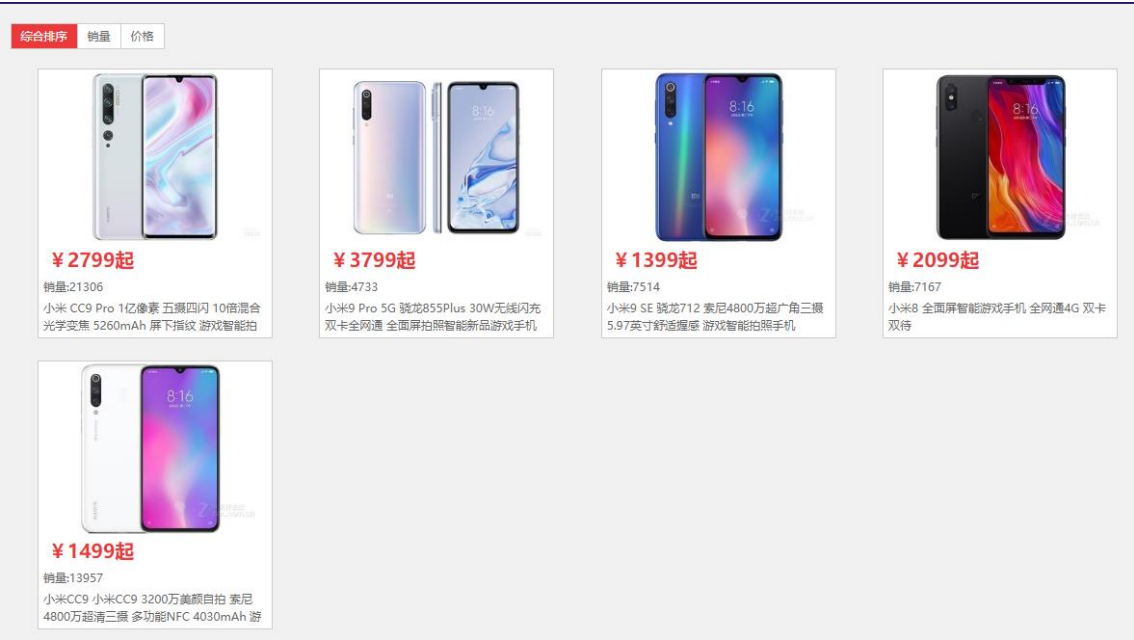 综合排序 销量 价格
￥2799起
销量:21306
小米 CC9 Pro 1亿像素 五摄四闪 10倍混合
光学变焦 5260mAh 屏下指纹 游戏智能拍
8:16
￥3799起
销量:4733
小米9 Pro 5G 骁龙855Plus 30W无线闪充
双卡全网通 全面屏拍照智能新品游戏手机
8:16
￥1399起
销量:7514
小米9 SE 骁龙712 索尼4800万超广角三摄
5.97英寸舒适握感 游戏智能拍照手机
8:16
￥2099起
销量:7167
小米8 全面屏智能游戏手机 全网通4G 双卡
双待
8:16
￥1499起
销量:13957
小米CC9 小米CC9 3200万美颜自拍 索尼
4800万超清三摄 多功能NFC 4030mAh 游